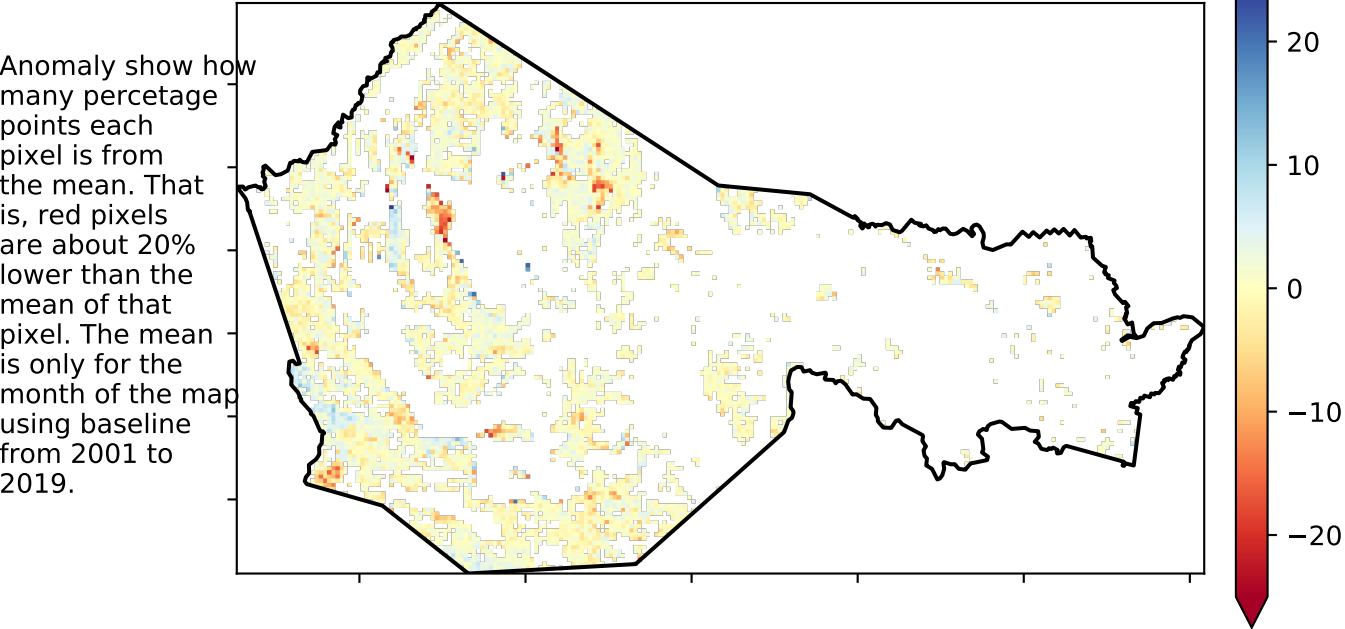 Anomaly show how
many percetage
points each
pixel is from
the mean. That
is, red pixels
are about 20%
lower than the
mean of that
pixel. The mean
is only for the
month of the map
using baseline
from 2001 to
2019.
20
10
0
−10
−20